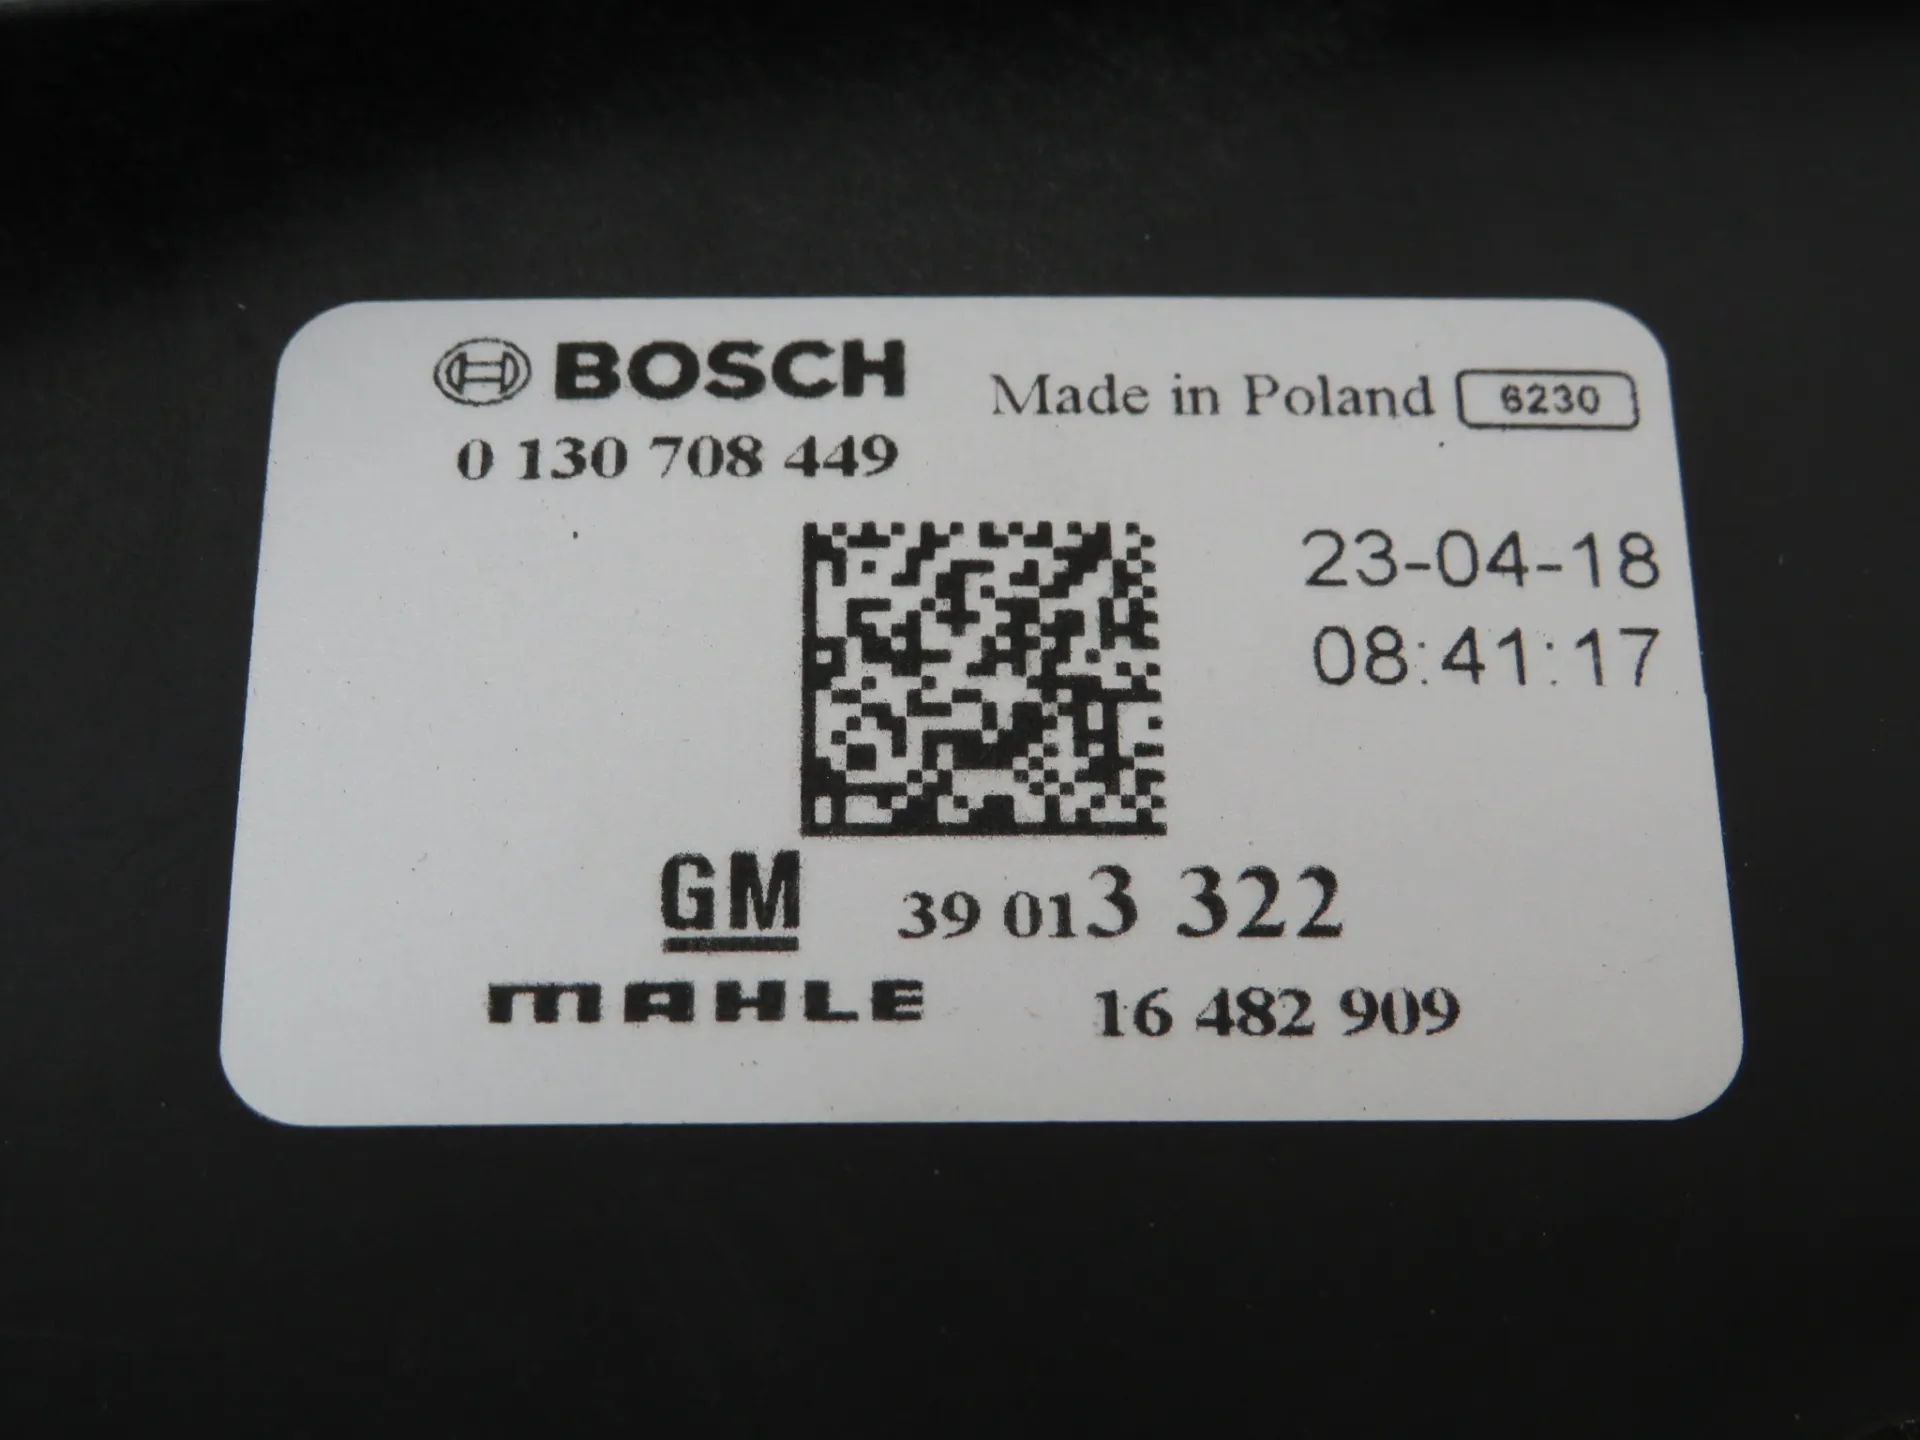 BOSCH Made in Poland 6230
0 130 708 449
23-04-18
08:41:17
GM 39 013 322
MAHLE 16 482 909